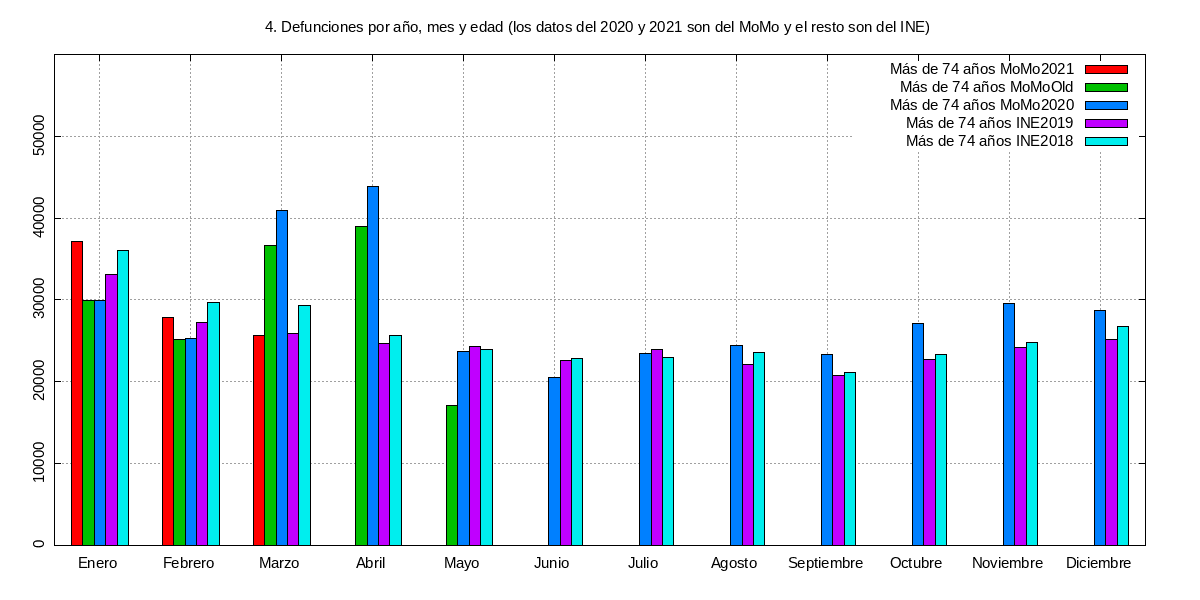 4. Defunciones por año, mes y edad (los datos del 2020 y 2021 son del MoMo y el resto son del INE)
Más de 74 años MoMo2021
Más de 74 años MoMoOld
Más de 74 años MoMo2020
Más de 74 años INE2019
Más de 74 años INE2018
50000
40000
30000
20000
10000
0
Enero Febrero Marzo Abril Mayo Junio Julio Agosto Septiembre Octubre Noviembre Diciembre